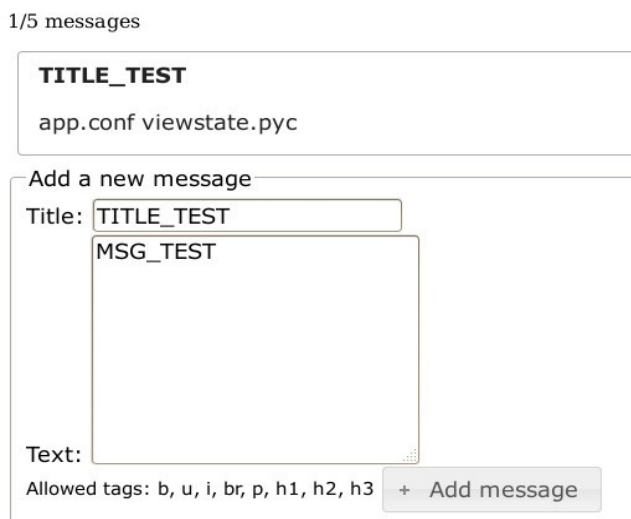 1/5 messages
TITLE_TEST
app.conf viewstate.pyc
Add a new message
Title: TITLE_TEST
MSG_TEST
Text:
Allowed tags: b, u, i, br, p, h1, h2, h3 + Add message